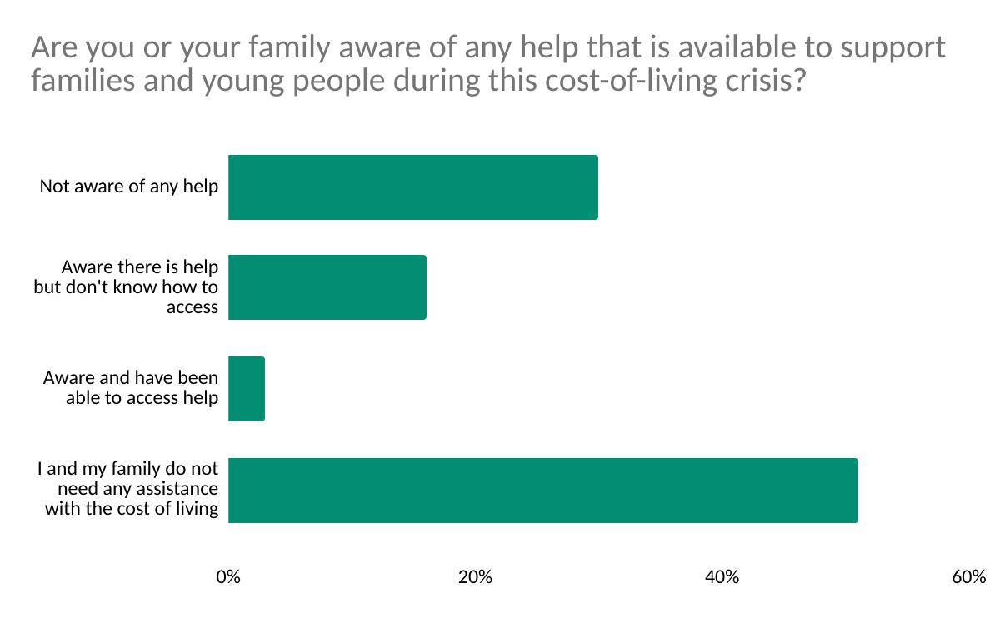 Are you or your family aware of any help that is available to support
families and young people during this cost-of-living crisis?
Not aware of any help
Aware there is help
but don't know how to
access
Aware and have been
able to access help
I and my family do not
need any assistance
with the cost of living
0%
20%
40%
60%